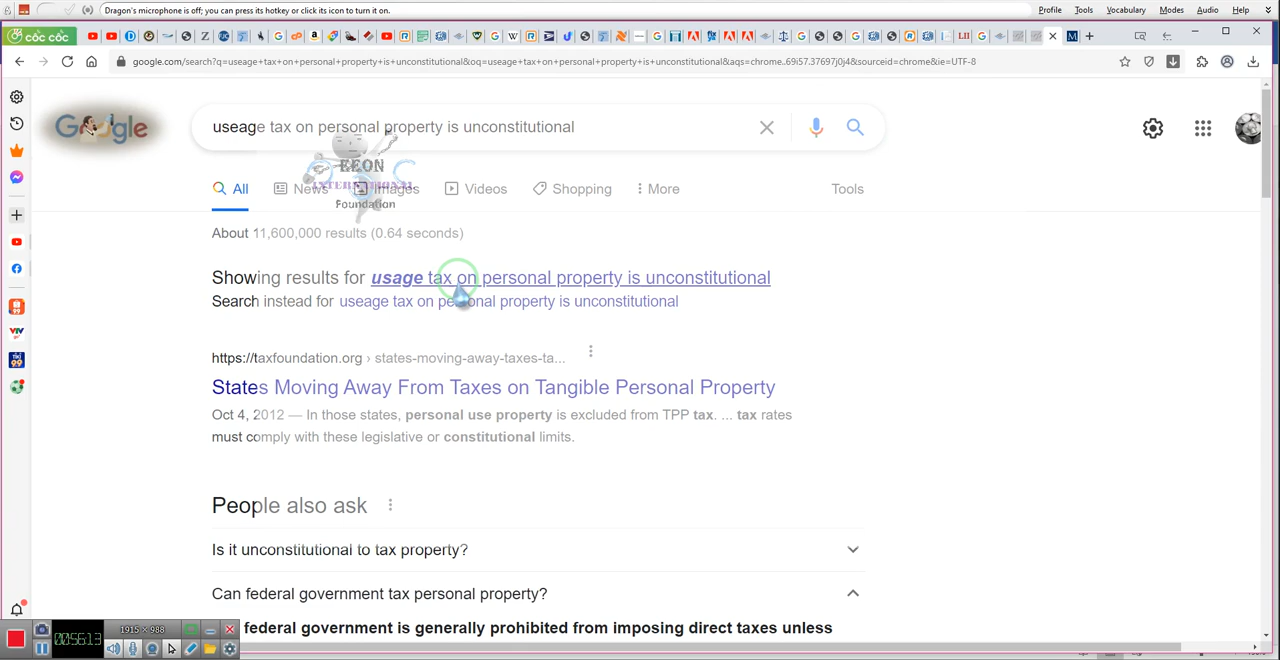 Dragon's microphone is off; you can press its hotkey or click its icon to turn it on.
Profile Tools Vocabulary Modes Audio Help
cốc cốc
google.com/search?q=useage+tax+on+personal+property+is+unconstitutional&oq=useage+tax+on+personal+property+is+unconstitutional&aqs=chrome..69i57.37697j0j4&sourceid=chrome&ie=UTF-8
Google
useage tax on personal property is unconstitutional
EEON
INTERNATIONAL
Foundation
All News Images Videos Shopping More Tools
About 11,600,000 results (0.64 seconds)
Showing results for usage tax on personal property is unconstitutional
Search instead for useage tax on personal property is unconstitutional
https://taxfoundation.org › states-moving-away-taxes-ta...
States Moving Away From Taxes on Tangible Personal Property
Oct 4, 2012 — In those states, personal use property is excluded from TPP tax. ... tax rates
must comply with these legislative or constitutional limits.
People also ask
Is it unconstitutional to tax property?
Can federal government tax personal property?
federal government is generally prohibited from imposing direct taxes unless
1915 × 988